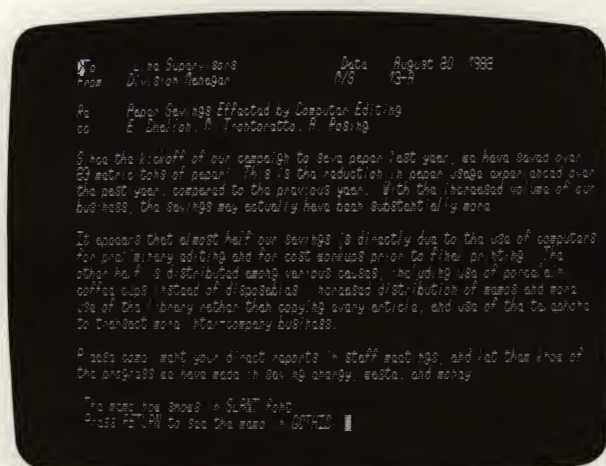 To Line Supervisors Date August 20 1982
From Division Manager M/S 13-A
Re Paper Savings Effected by Computer Editing
cc E. M. R. Rosing
Since the kickoff of our campaign to save paper last year, we have saved over
metric tons of paper! This is the reduction in paper usage experienced over
the past year, compared to the previous year. With the increased volume of our
business, the savings may actually have been substantially more
It appears that almost half our savings is directly due to the use of computers
for preliminary editing and for cost workups prior to final printing. The
other half is distributed among various causes, including use of porcelain
coffee cups instead of disposables, increased distribution of memos and more
use of the library rather than copying every article, and use of the telephone
to transact more inter-company business.
Please compliment your direct reports in staff meetings, and let them know of
the progress we have made in saving energy, waste, and money
The memo now shows in SLANT font
Press RETURN to see the memo in GOTHIC